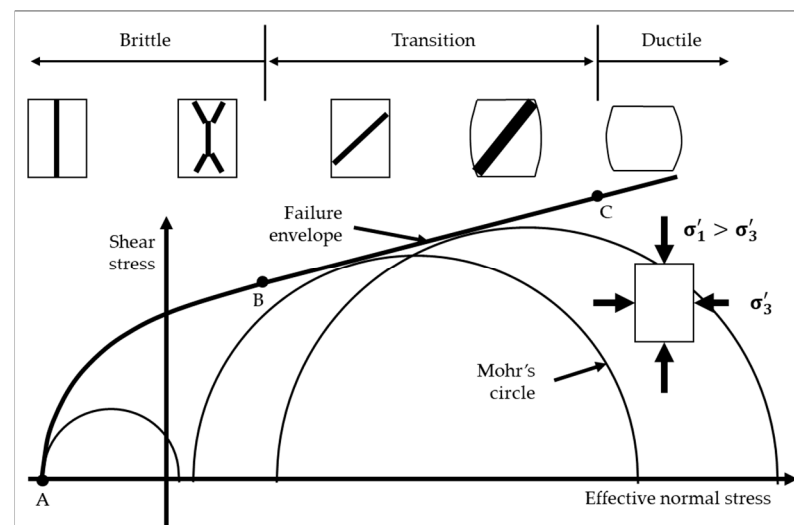 Brittle
Transition
Ductile
Failure
envelope
C
σ′₁ > σ′₃
Shear
stress
B
σ′₃
Mohr's
circle
A
Effective normal stress